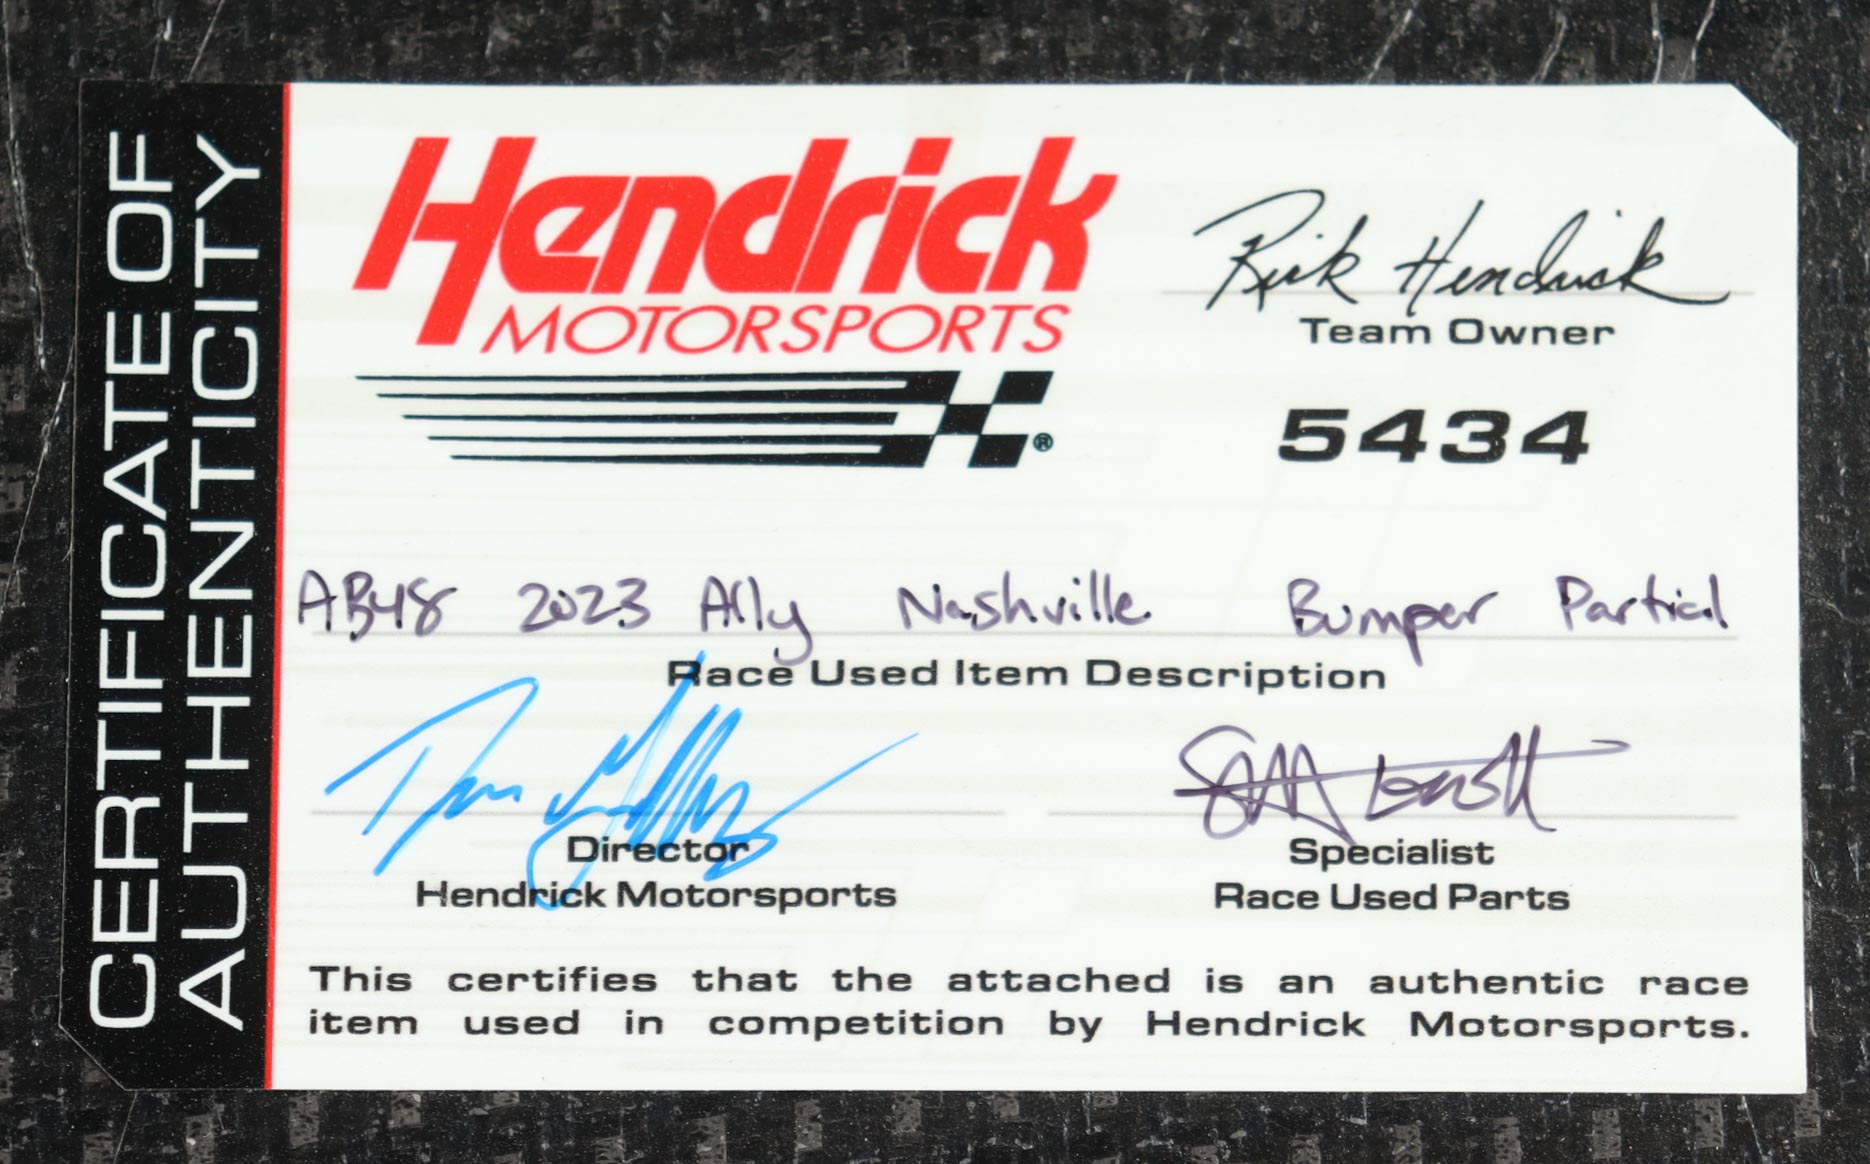 CERTIFICATE OF
AUTHENTICITY
Hendrick
MOTORSPORTS
®
Rick Hendrick
Team Owner
5434
AB48 2023 Ally Nashville Bumper Partial
Race Used Item Description
Director
Hendrick Motorsports
Specialist
Race Used Parts
This certifies that the attached is an authentic race
item used in competition by Hendrick Motorsports.